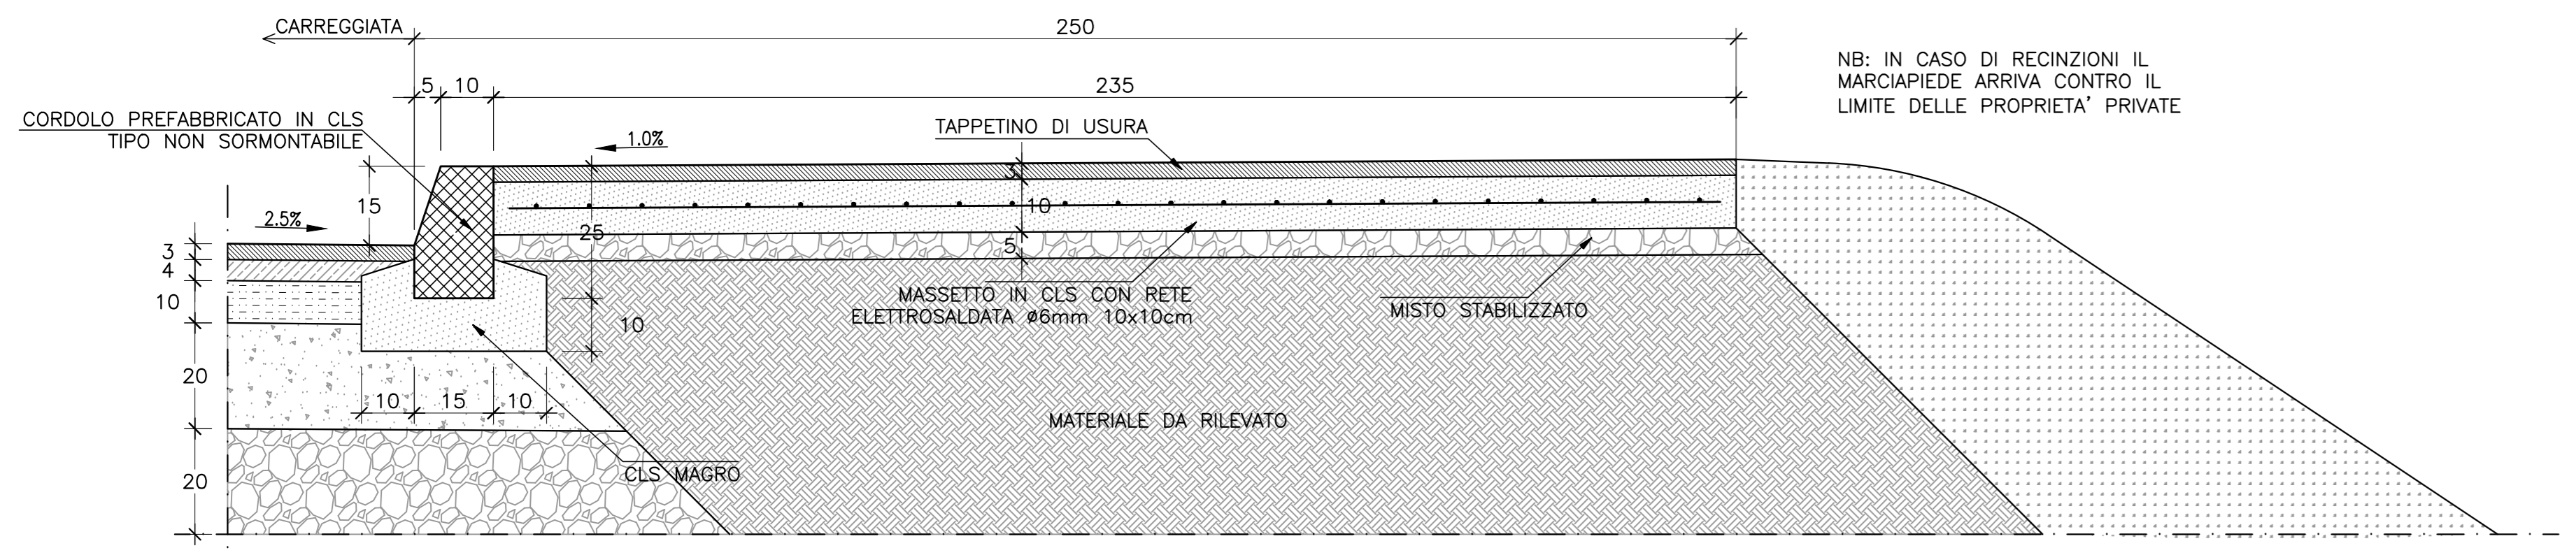 CARREGGIATA
250
NB: IN CASO DI RECINZIONI IL
MARCIAPIEDE ARRIVA CONTRO IL
LIMITE DELLE PROPRIETA' PRIVATE
5 10
235
CORDOLO PREFABBRICATO IN CLS
TIPO NON SORMONTABILE
1.0%
TAPPETINO DI USURA
3
15
10
2.5%
25
5
3
4
10
MASSETTO IN CLS CON RETE
ELETTROSALDATA ø6mm 10x10cm
MISTO STABILIZZATO
10
20
10 15 10
MATERIALE DA RILEVATO
CLS MAGRO
20